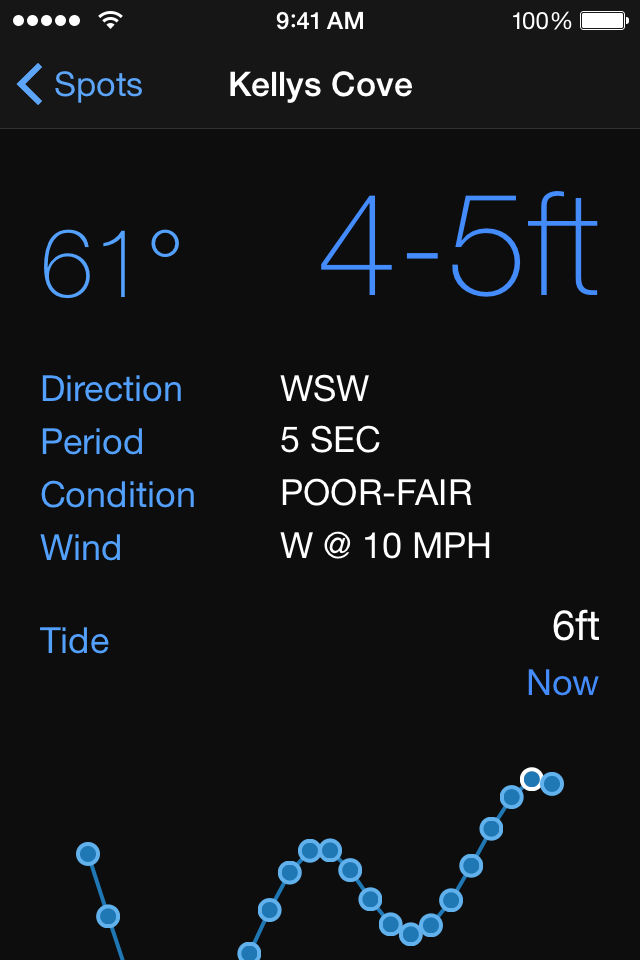 9:41 AM 100%
Spots Kellys Cove
61° 4-5ft
Direction WSW
Period 5 SEC
Condition POOR-FAIR
Wind W @ 10 MPH
Tide 6ft
Now